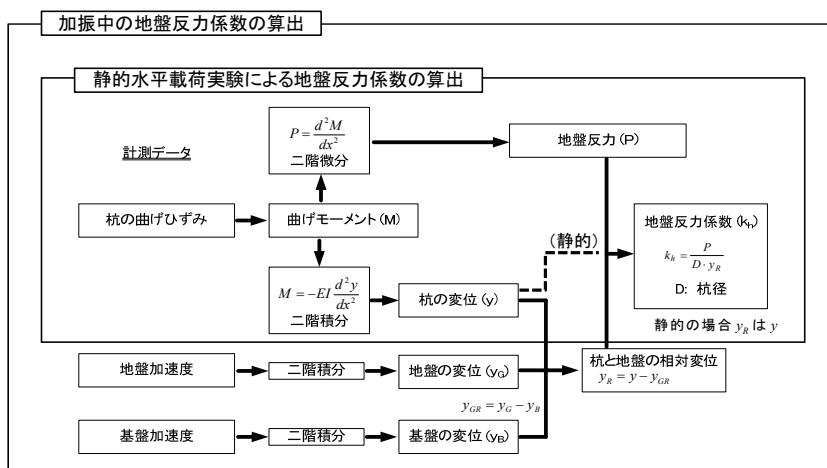 加振中の地盤反力係数の算出
静的水平載荷実験による地盤反力係数の算出
計測データ
P = d²M/dx²
二階微分
地盤反力(P)
杭の曲げひずみ
曲げモーメント(M)
(静的)
地盤反力係数(kh)
kh = P/(D·yR)
D: 杭径
M = −EI d²y/dx²
二階積分
杭の変位(y)
静的の場合 yR は y
地盤加速度
二階積分
地盤の変位(yG)
杭と地盤の相対変位
yR = y − yGR
yGR = yG − yB
基盤加速度
二階積分
基盤の変位(yB)